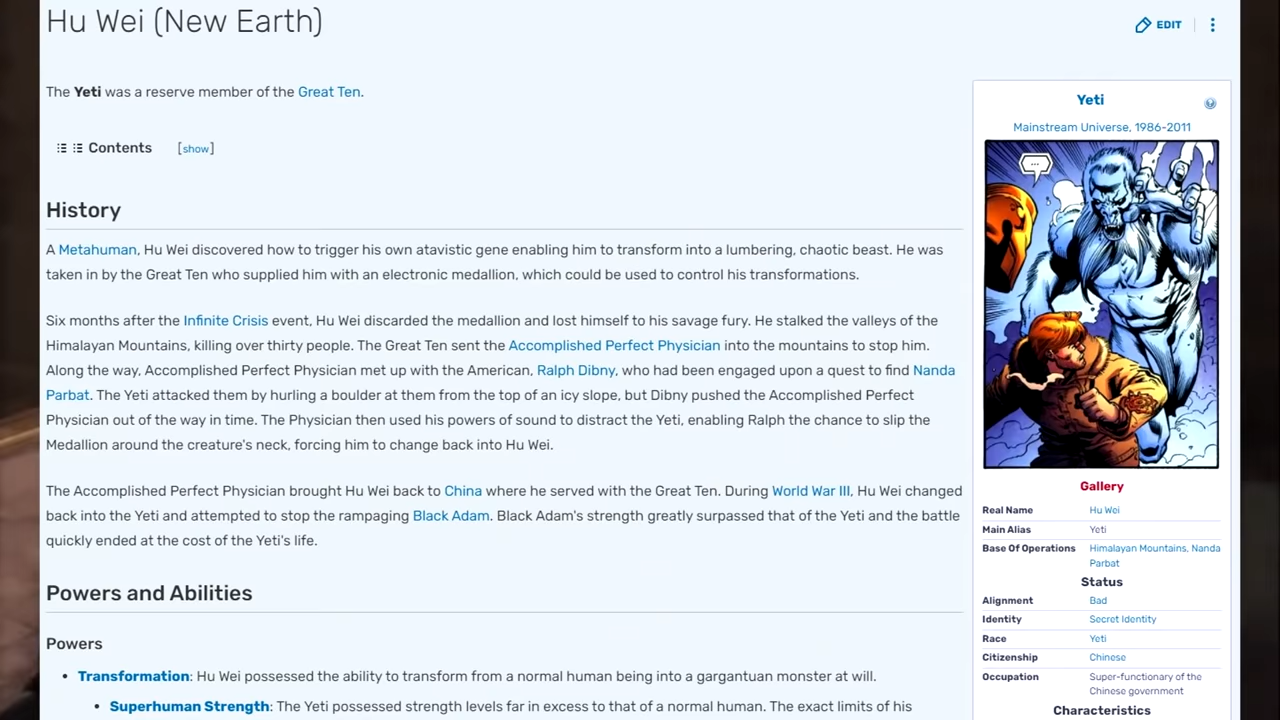 Hu Wei (New Earth)
EDIT
The Yeti was a reserve member of the Great Ten.
Contents [show]
History
A Metahuman, Hu Wei discovered how to trigger his own atavistic gene enabling him to transform into a lumbering, chaotic beast. He was
taken in by the Great Ten who supplied him with an electronic medallion, which could be used to control his transformations.
Six months after the Infinite Crisis event, Hu Wei discarded the medallion and lost himself to his savage fury. He stalked the valleys of the
Himalayan Mountains, killing over thirty people. The Great Ten sent the Accomplished Perfect Physician into the mountains to stop him.
Along the way, Accomplished Perfect Physician met up with the American, Ralph Dibny, who had been engaged upon a quest to find Nanda
Parbat. The Yeti attacked them by hurling a boulder at them from the top of an icy slope, but Dibny pushed the Accomplished Perfect
Physician out of the way in time. The Physician then used his powers of sound to distract the Yeti, enabling Ralph the chance to slip the
Medallion around the creature's neck, forcing him to change back into Hu Wei.
The Accomplished Perfect Physician brought Hu Wei back to China where he served with the Great Ten. During World War III, Hu Wei changed
back into the Yeti and attempted to stop the rampaging Black Adam. Black Adam's strength greatly surpassed that of the Yeti and the battle
quickly ended at the cost of the Yeti's life.
Powers and Abilities
Powers
• Transformation: Hu Wei possessed the ability to transform from a normal human being into a gargantuan monster at will.
• Superhuman Strength: The Yeti possessed strength levels far in excess to that of a normal human. The exact limits of his
Yeti
Mainstream Universe, 1986-2011
...
Gallery
Real Name Hu Wei
Main Alias Yeti
Base Of Operations Himalayan Mountains, Nanda
Parbat
Status
Alignment Bad
Identity Secret Identity
Race Yeti
Citizenship Chinese
Occupation Super-functionary of the
Chinese government
Characteristics